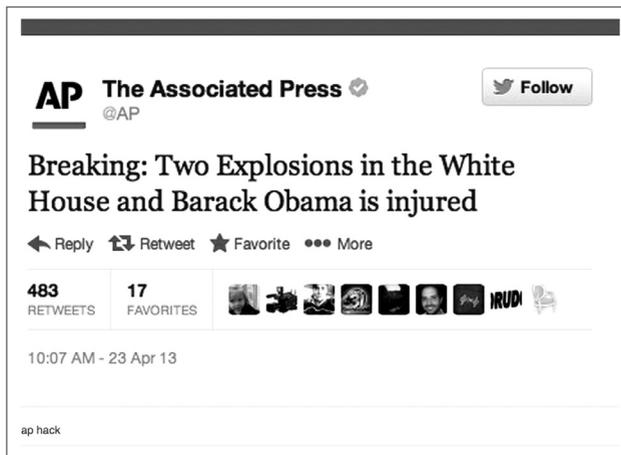 AP
The Associated Press
@AP
Follow
Breaking: Two Explosions in the White
House and Barack Obama is injured
Reply Retweet Favorite More
483 17
RETWEETS FAVORITES
RUD
10:07 AM - 23 Apr 13
ap hack